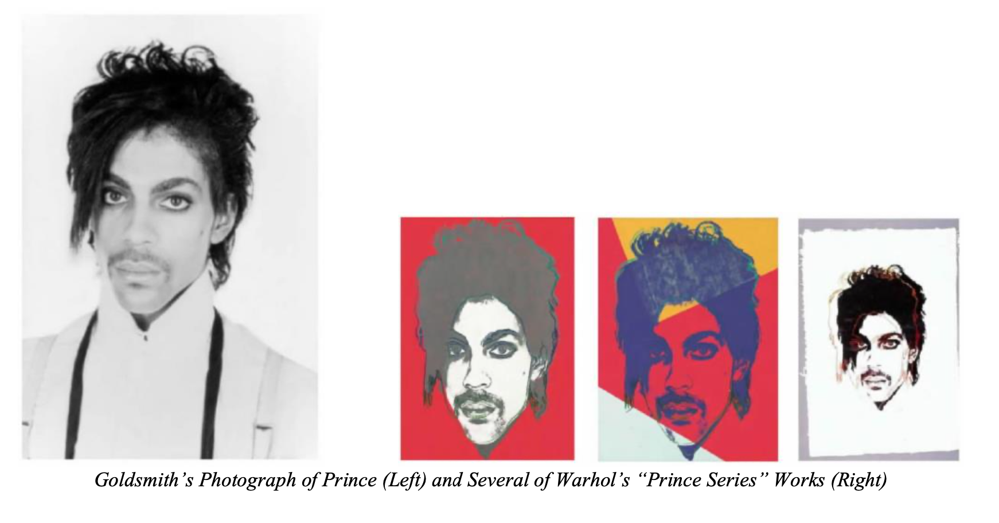 Goldsmith’s Photograph of Prince (Left) and Several of Warhol’s “Prince Series” Works (Right)